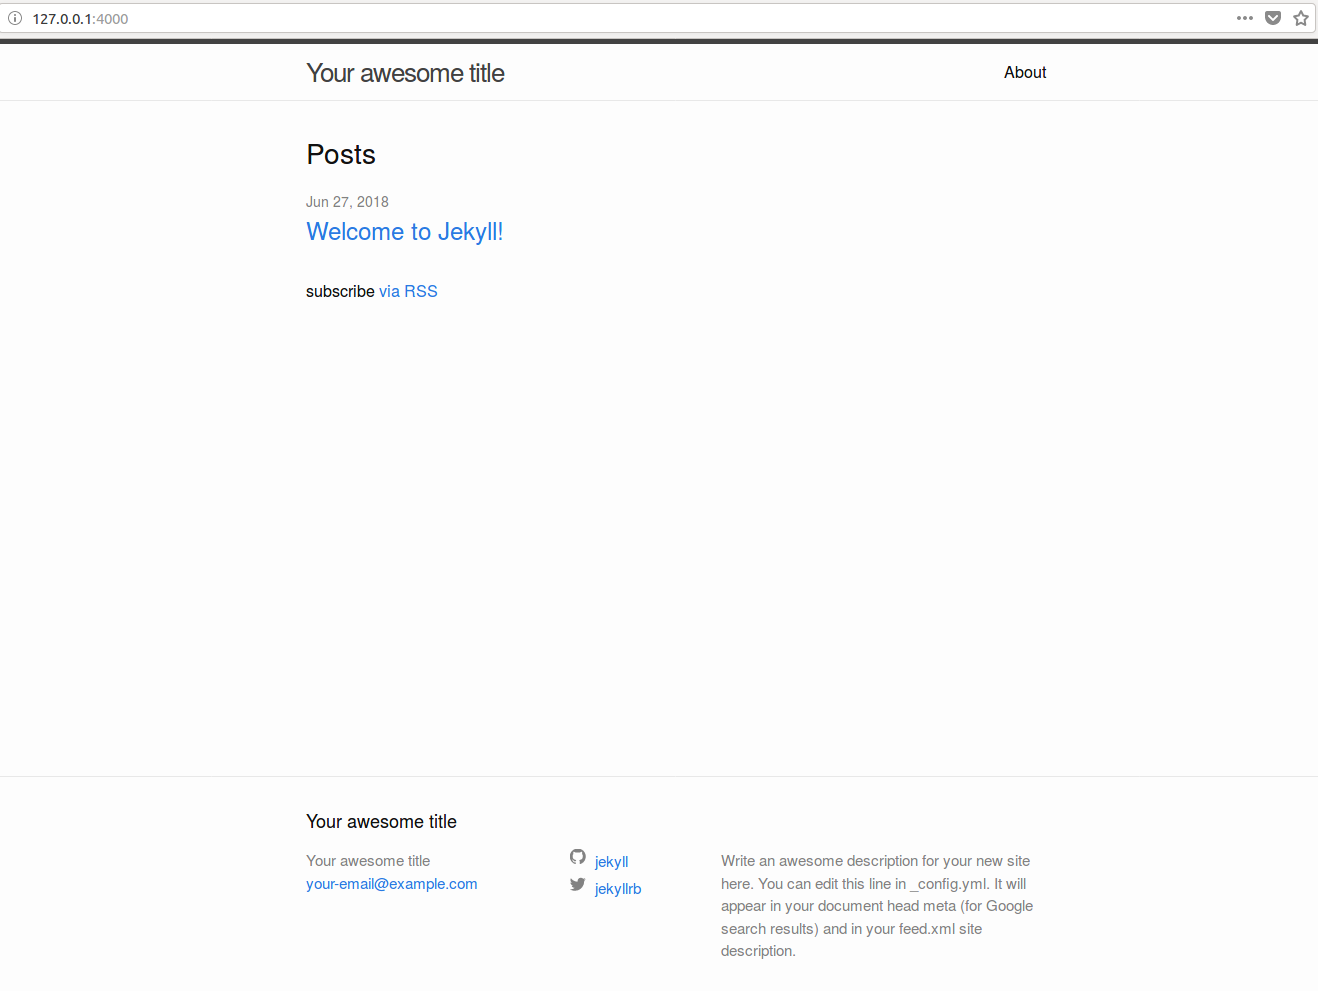 127.0.0.1:4000
Your awesome title
About
Posts
Jun 27, 2018
Welcome to Jekyll!
subscribe via RSS
Your awesome title
Your awesome title
your-email@example.com
jekyll
jekyllrb
Write an awesome description for your new site
here. You can edit this line in _config.yml. It will
appear in your document head meta (for Google
search results) and in your feed.xml site
description.